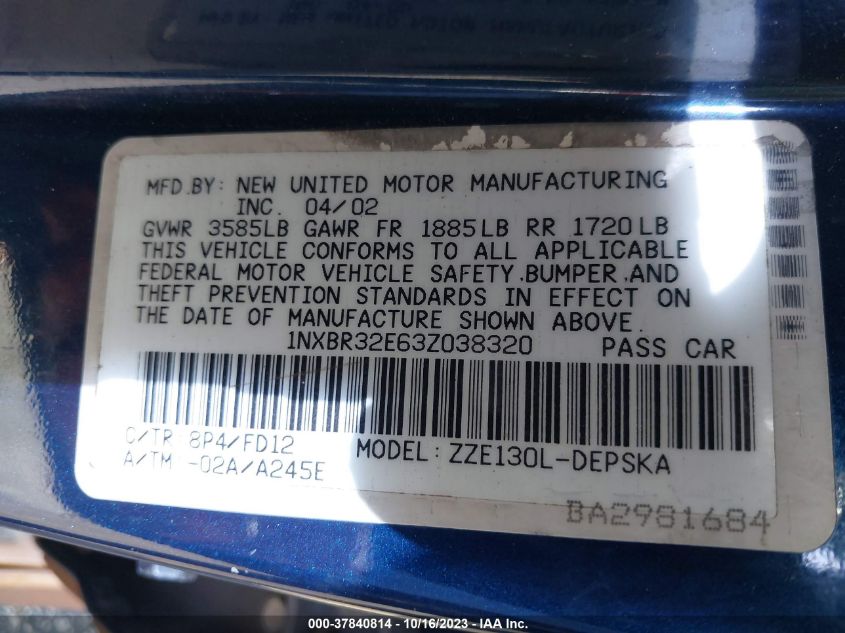 MFD.BY: NEW UNITED MOTOR MANUFACTURING
INC. 04/02
GVWR 3585LB GAWR FR 1885LB RR 1720LB
THIS VEHICLE CONFORMS TO ALL APPLICABLE
FEDERAL MOTOR VEHICLE SAFETY,BUMPER,AND
THEFT PREVENTION STANDARDS IN EFFECT ON
THE DATE OF MANUFACTURE SHOWN ABOVE.
1NXBR32E63Z038320 PASS CAR
C/TR 8P4/FD12 MODEL: ZZE130L-DEPSKA
A/TM -02A/A245E
BA2981684
000-37840814 - 10/16/2023 - © IAA Holdings, LLC